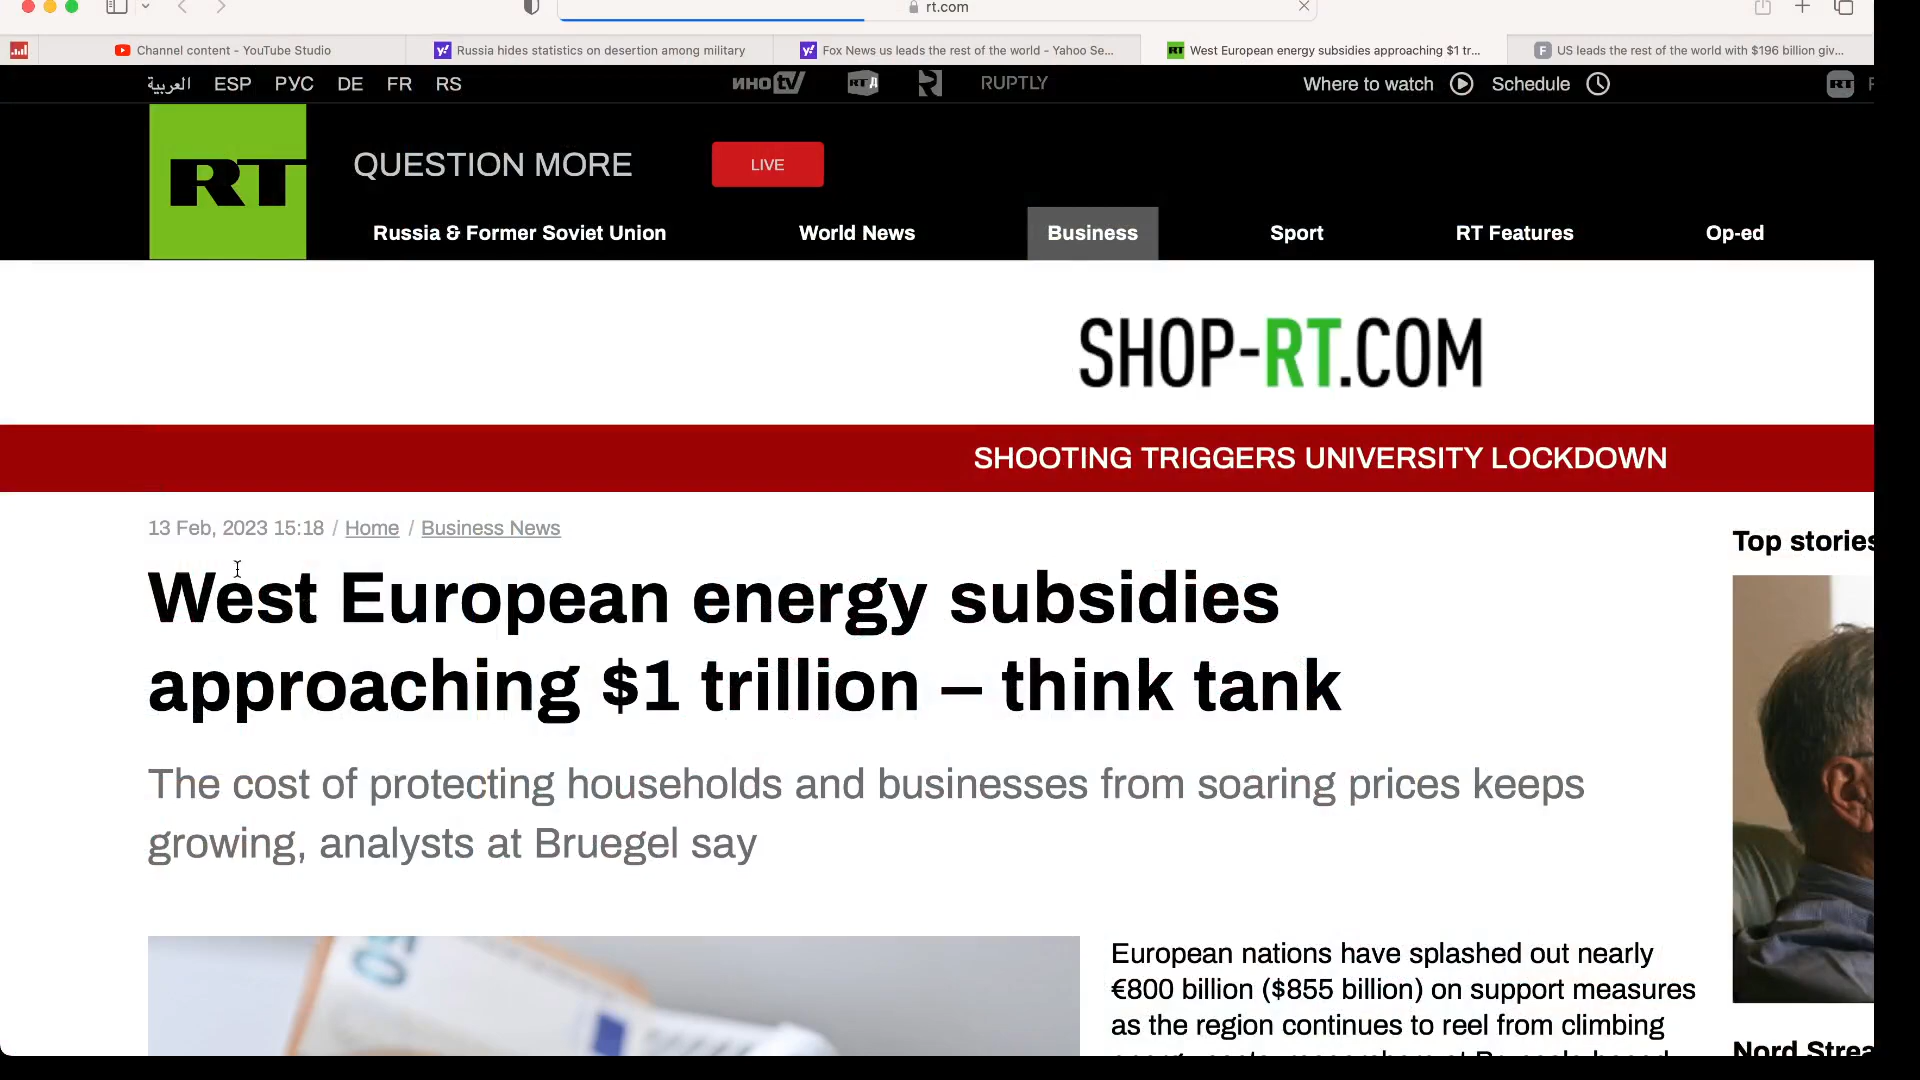 rt.com
Channel content - YouTube Studio
Russia hides statistics on desertion among military
Fox News us leads the rest of the world - Yahoo Se...
West European energy subsidies approaching $1 tr...
US leads the rest of the world with $196 billion giv...
العربية ESP РУС DE FR RS
ИНОTV
RUPTLY
Where to watch
Schedule
RT
QUESTION MORE
LIVE
Russia & Former Soviet Union
World News
Business
Sport
RT Features
Op-ed
SHOP-RT.COM
SHOOTING TRIGGERS UNIVERSITY LOCKDOWN
13 Feb, 2023 15:18 / Home / Business News
West European energy subsidies
approaching $1 trillion – think tank
The cost of protecting households and businesses from soaring prices keeps
growing, analysts at Bruegel say
European nations have splashed out nearly
€800 billion ($855 billion) on support measures
as the region continues to reel from climbing
Top stories
Nord